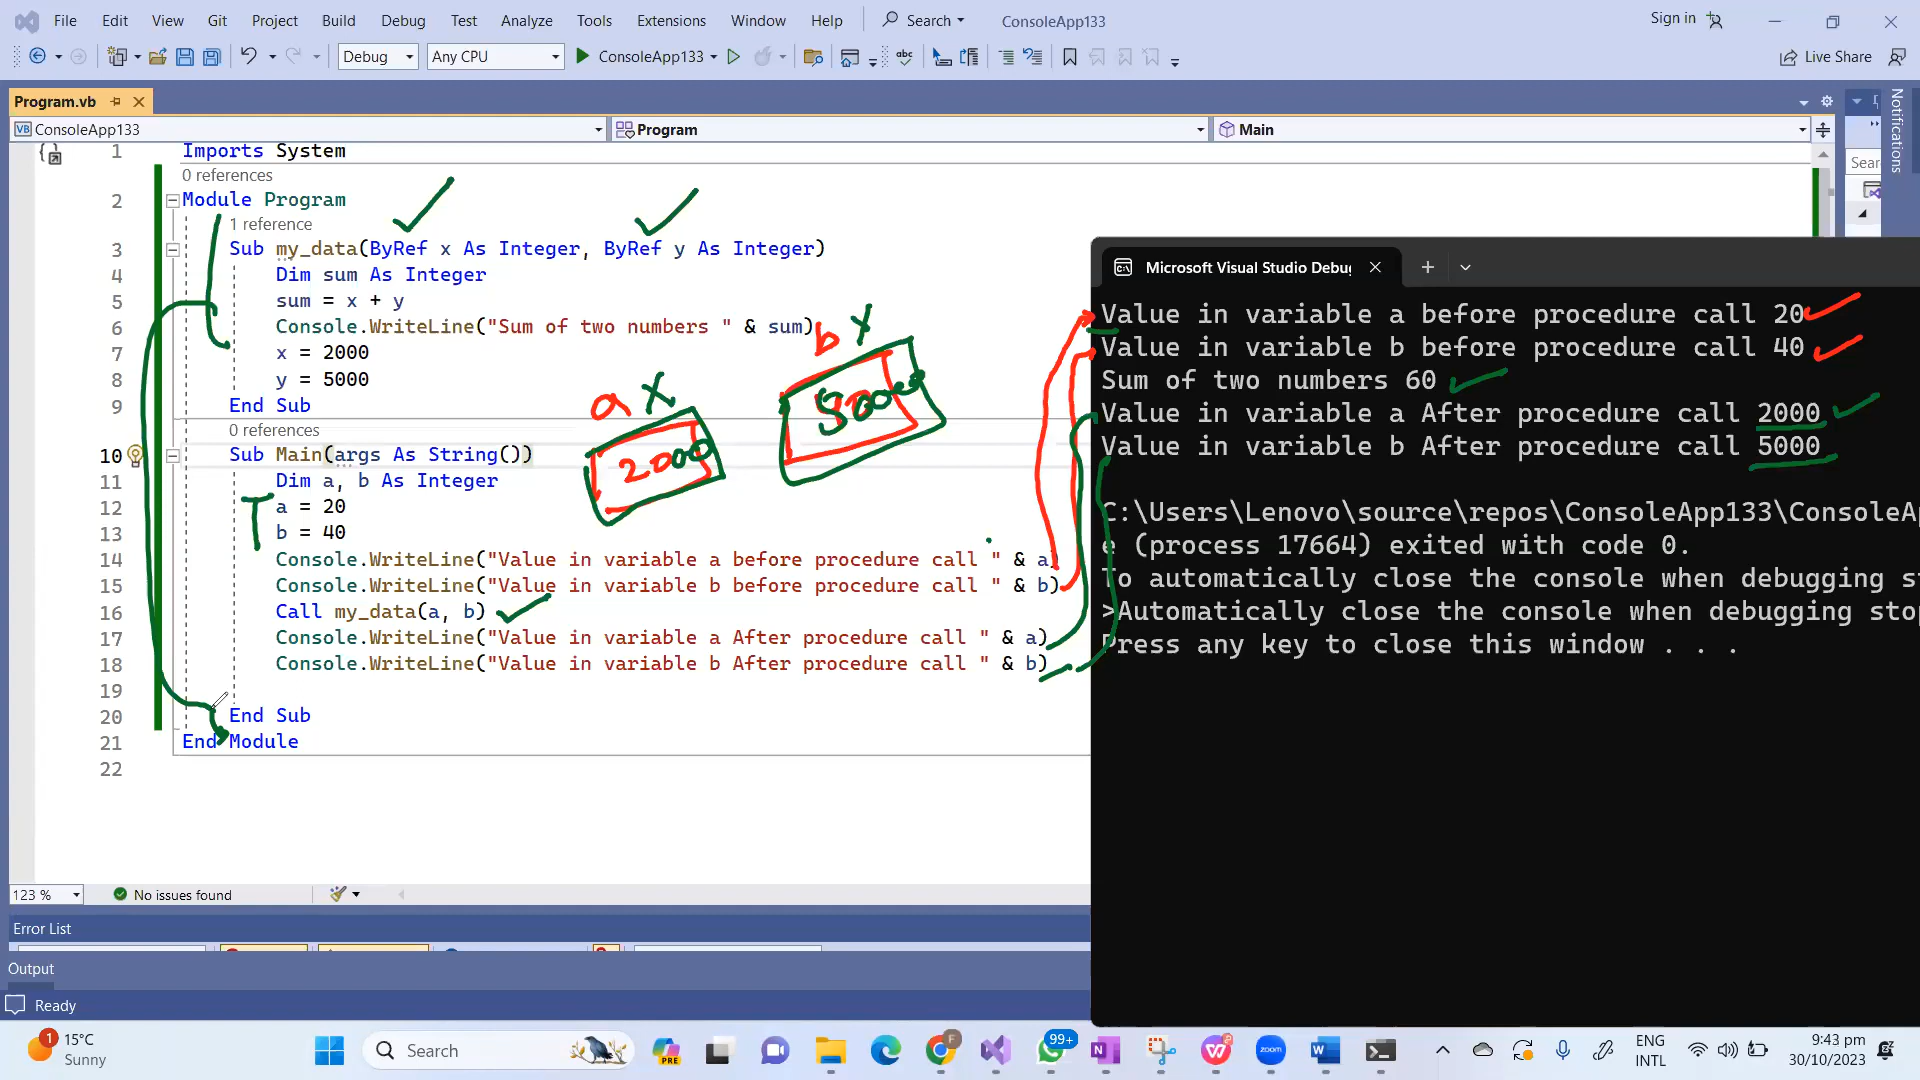 File Edit View Git Project Build Debug Test Analyze Tools Extensions Window Help Search ConsoleApp133 Sign in
Debug Any CPU ConsoleApp133 Live Share
Program.vb
VB ConsoleApp133 Program Main
1 Imports System
0 references
2 Module Program
1 reference
3 Sub my_data(ByRef x As Integer, ByRef y As Integer)
4 Dim sum As Integer
5 sum = x + y
6 Console.WriteLine("Sum of two numbers " & sum)
7 x = 2000
8 y = 5000
9 End Sub
0 references
10 Sub Main(args As String())
11 Dim a, b As Integer
12 a = 20
13 b = 40
14 Console.WriteLine("Value in variable a before procedure call " & a)
15 Console.WriteLine("Value in variable b before procedure call " & b)
16 Call my_data(a, b)
17 Console.WriteLine("Value in variable a After procedure call " & a)
18 Console.WriteLine("Value in variable b After procedure call " & b)
19
20 End Sub
21 End Module
22
a X
2000
b
5000
Notifications
Sear
Microsoft Visual Studio Debu
Value in variable a before procedure call 20
Value in variable b before procedure call 40
Sum of two numbers 60
Value in variable a After procedure call 2000
Value in variable b After procedure call 5000
C:\Users\Lenovo\source\repos\ConsoleApp133\ConsoleA
e (process 17664) exited with code 0.
To automatically close the console when debugging s
>Automatically close the console when debugging sto
Press any key to close this window . . .
123 % No issues found
Error List
Output
Ready
1 15°C
Sunny
Search
PRE
F
99+
zoom
ENG
INTL
9:43 pm
30/10/2023